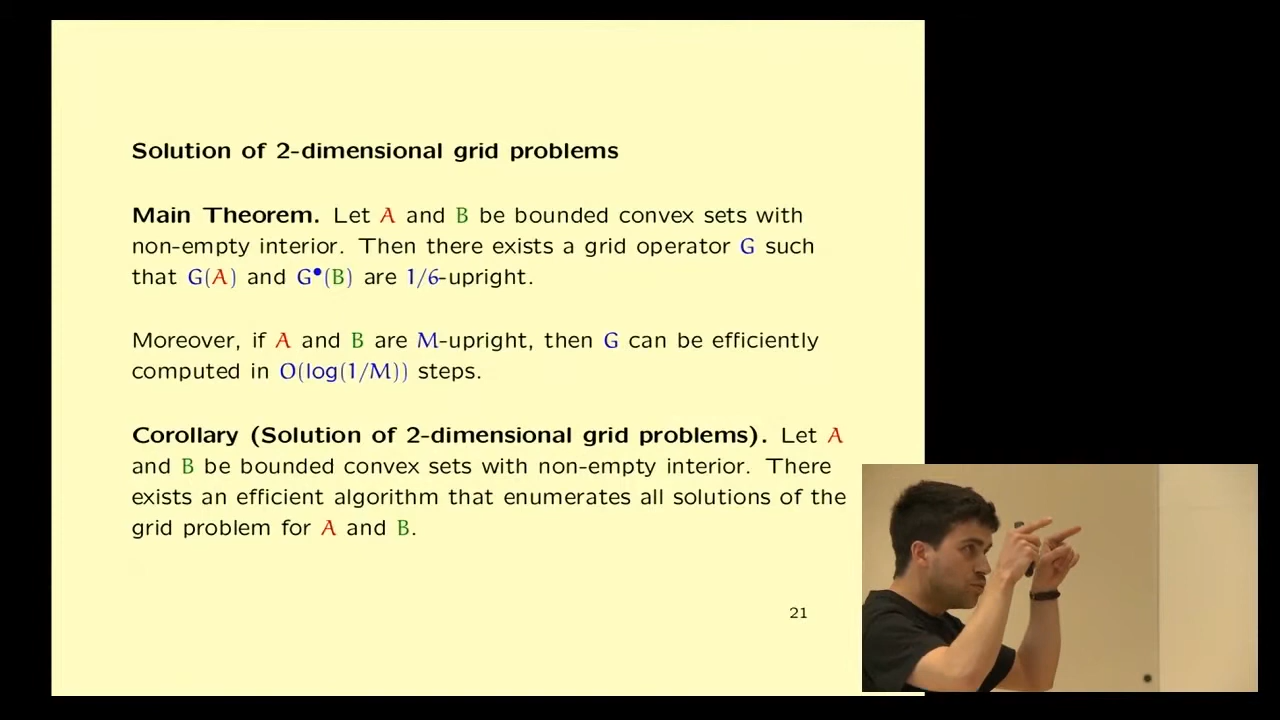 Solution of 2-dimensional grid problems
Main Theorem. Let A and B be bounded convex sets with
non-empty interior. Then there exists a grid operator G such
that G(A) and G•(B) are 1/6-upright.
Moreover, if A and B are M-upright, then G can be efficiently
computed in O(log(1/M)) steps.
Corollary (Solution of 2-dimensional grid problems). Let A
and B be bounded convex sets with non-empty interior. There
exists an efficient algorithm that enumerates all solutions of the
grid problem for A and B.
21